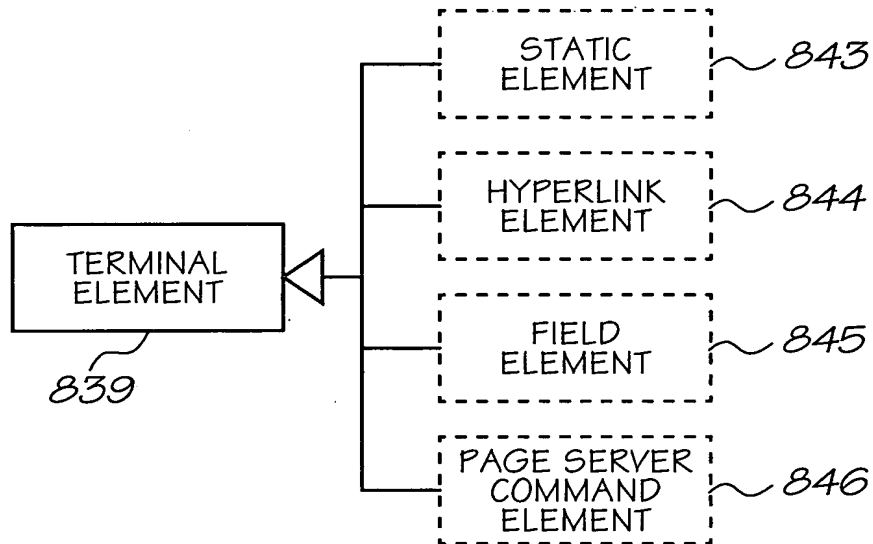 STATIC
ELEMENT
843
HYPERLINK
ELEMENT
844
TERMINAL
ELEMENT
839
FIELD
ELEMENT
845
PAGE SERVER
COMMAND
ELEMENT
846